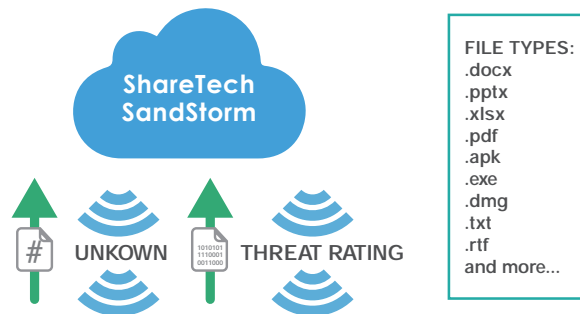 ShareTech
SandStorm
#
UNKOWN
1010101
1110001
0011000
THREAT RATING
FILE TYPES:
.docx
.pptx
.xlsx
.pdf
.apk
.exe
.dmg
.txt
.rtf
and more...